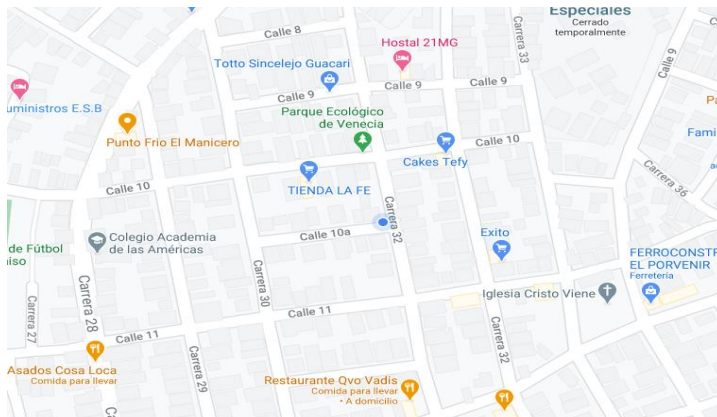 Especiales
Cerrado
temporalmente
Calle 8
Hostal 21MG
Carrera 33
Calle 9
Totto Sincelejo Guacari
Calle 9
Calle 9
uministros E.S.B
Parque Ecológico
de Venecia
Punto Frio El Manicero
Calle 10
Cakes Tefy
Pa
Fami
a
Calle 10
TIENDA LA FE
Carrera 36
Carrera 32
Calle 10a
Exito
Colegio Academia
de las Américas
de Fútbol
iso
FERROCONSTR
EL PORVENIR
Ferretería
Iglesia Cristo Viene
Carrera 27
Carrera 28
Carrera 30
Calle 11
Calle 11
Carrera 32
Asados Cosa Loca
Comida para llevar
Carrera 29
Restaurante Qvo Vadis
Comida para llevar
• A domicilio